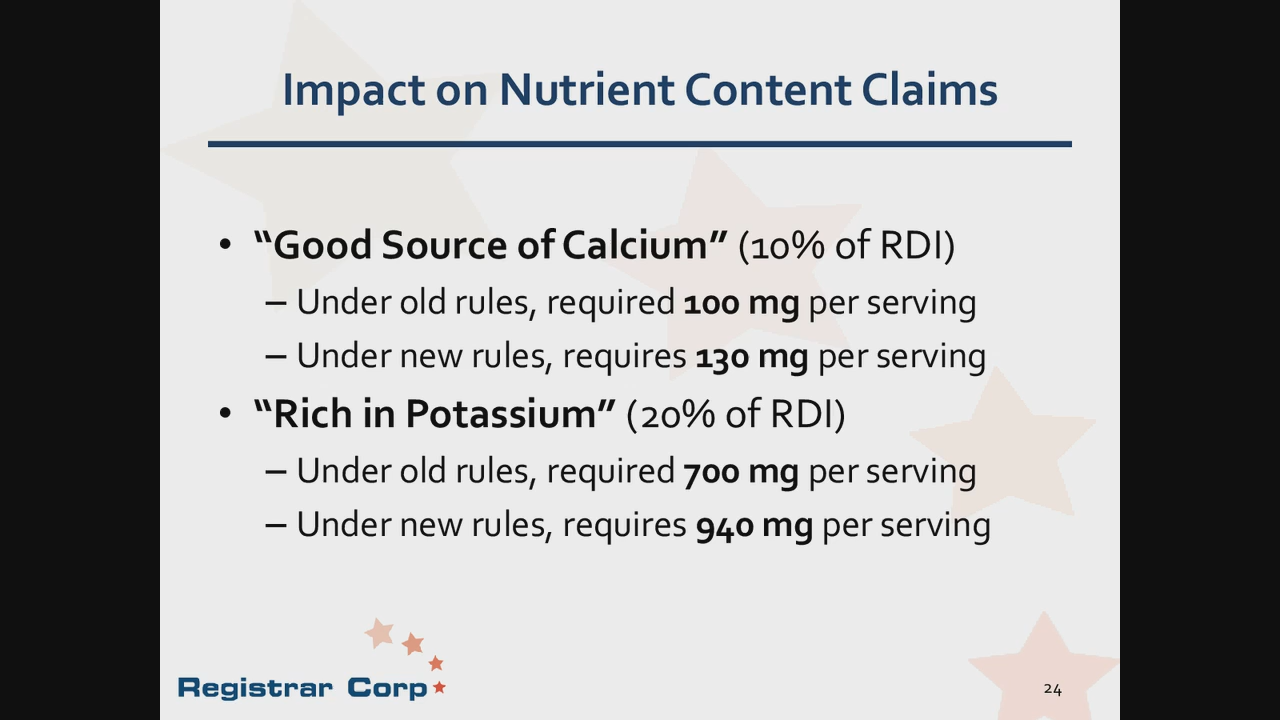 Impact on Nutrient Content Claims
• “Good Source of Calcium” (10% of RDI)
– Under old rules, required 100 mg per serving
– Under new rules, requires 130 mg per serving
• “Rich in Potassium” (20% of RDI)
– Under old rules, required 700 mg per serving
– Under new rules, requires 940 mg per serving
Registrar Corp
24